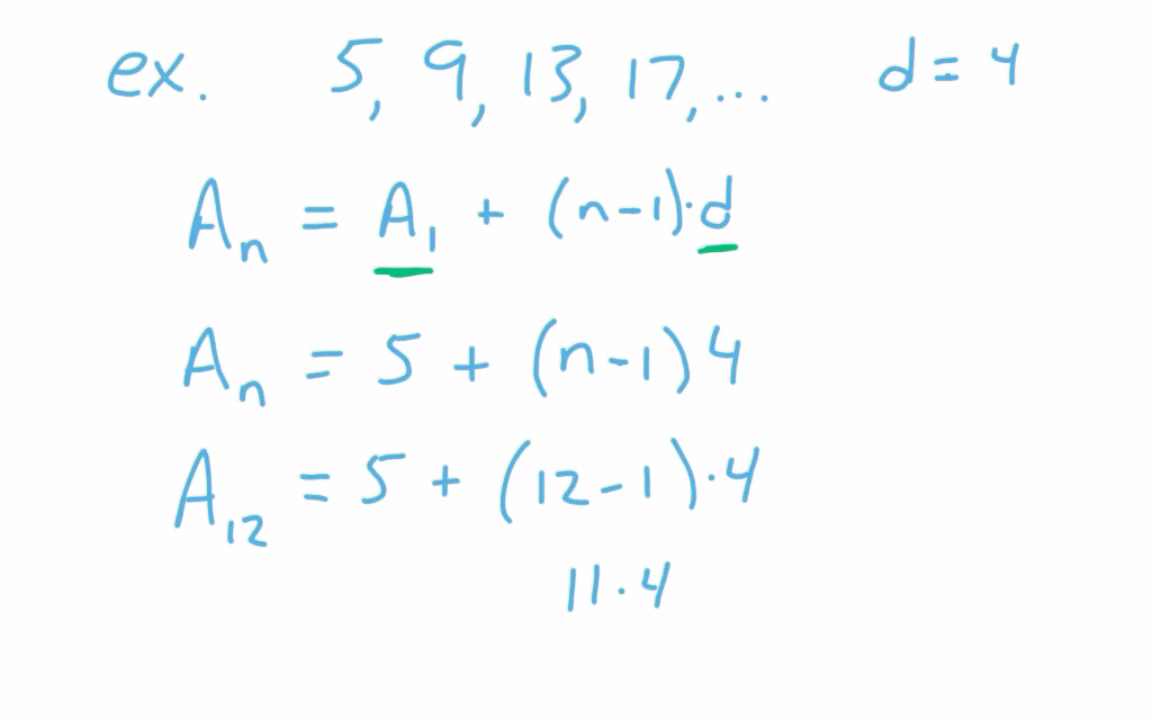 ex. 5, 9, 13, 17, ... d = 4
Aₙ = A₁ + (n-1)·d
Aₙ = 5 + (n-1)4
A₁₂ = 5 + (12-1)·4
11·4